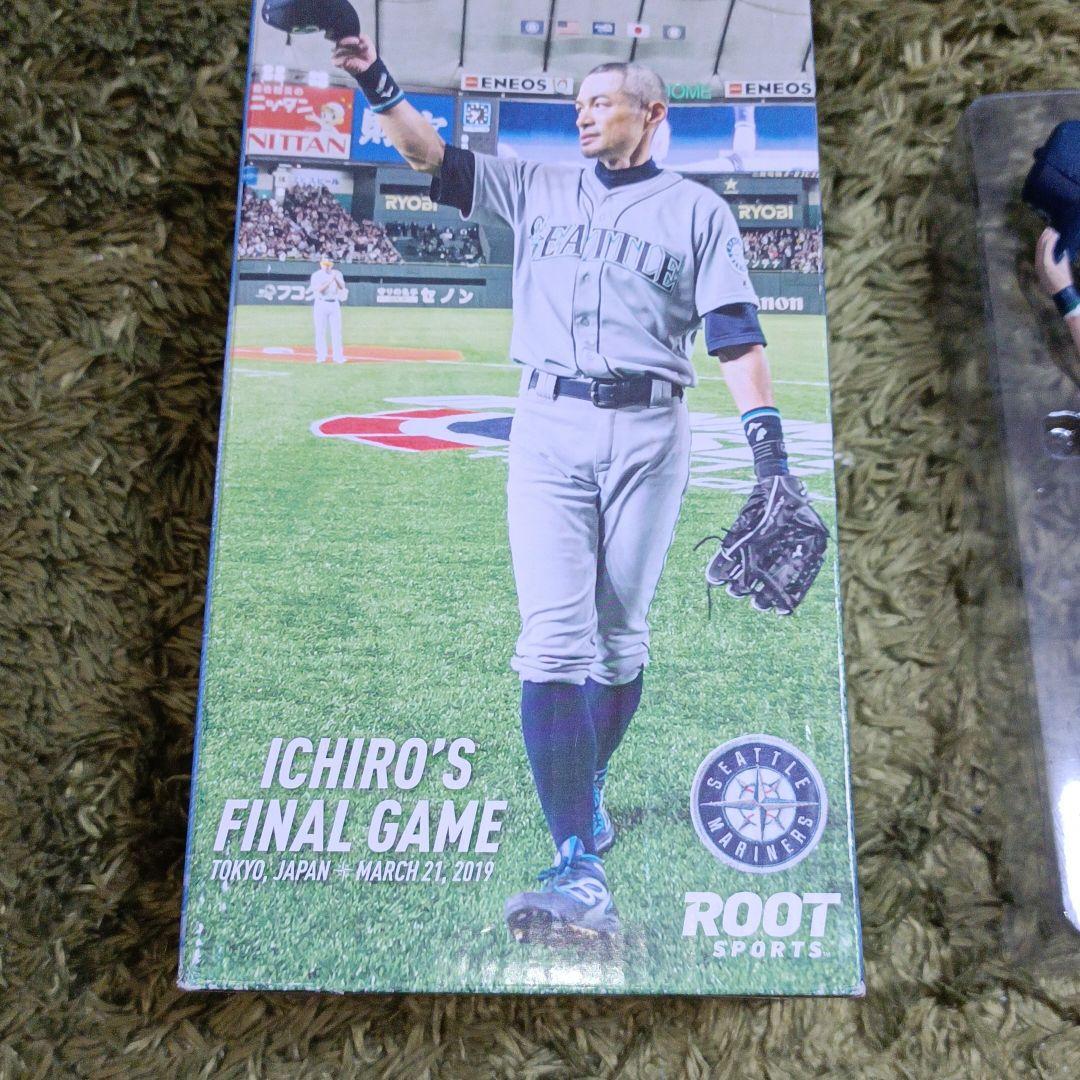 ENEOS
ENEOS
ニッタン
NITTAN
RYOBI
SEATTLE
RYOBI
セノン
ICHIRO'S
FINAL GAME
TOKYO, JAPAN ✳ MARCH 21, 2019
SEATTLE
MARINERS
ROOT
SPORTS™